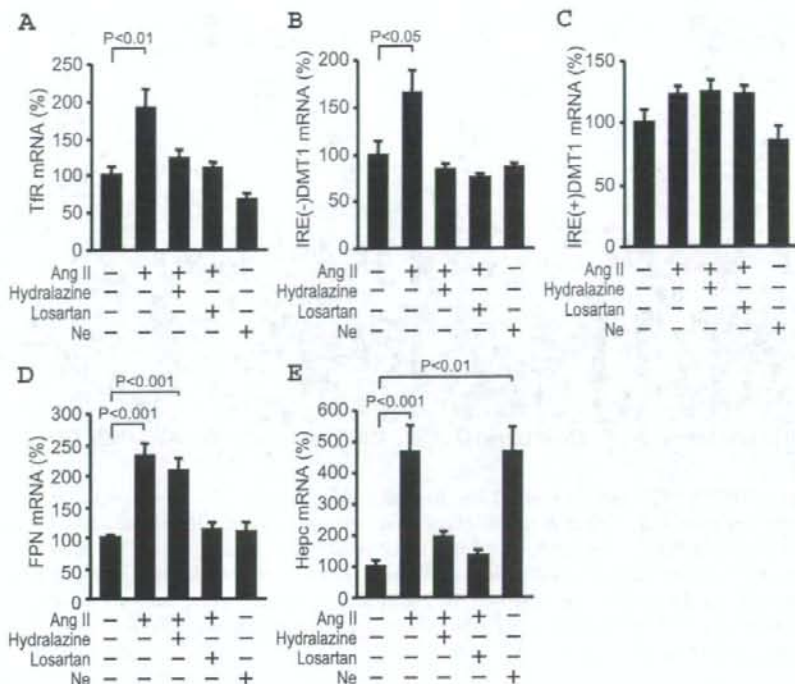 A
P<0.01
TfR mRNA (%)
250
200
150
100
50
0
Ang II − + + + −
Hydralazine − − + − −
Losartan − − − + −
Ne − − − − +
B
P<0.05
IRE(-)DMT1 mRNA (%)
200
150
100
50
0
Ang II − + + + −
Hydralazine − − + − −
Losartan − − − + −
Ne − − − − +
C
IRE(+)DMT1 mRNA (%)
150
100
50
0
Ang II − + + + −
Hydralazine − − + − −
Losartan − − − + −
Ne − − − − +
D
P<0.001
P<0.001
FPN mRNA (%)
300
250
200
150
100
50
0
Ang II − + + + −
Hydralazine − − + − −
Losartan − − − + −
Ne − − − − +
E
P<0.01
P<0.001
Hepc mRNA (%)
600
500
400
300
200
100
0
Ang II − + + + −
Hydralazine − − + − −
Losartan − − − + −
Ne − − − − +